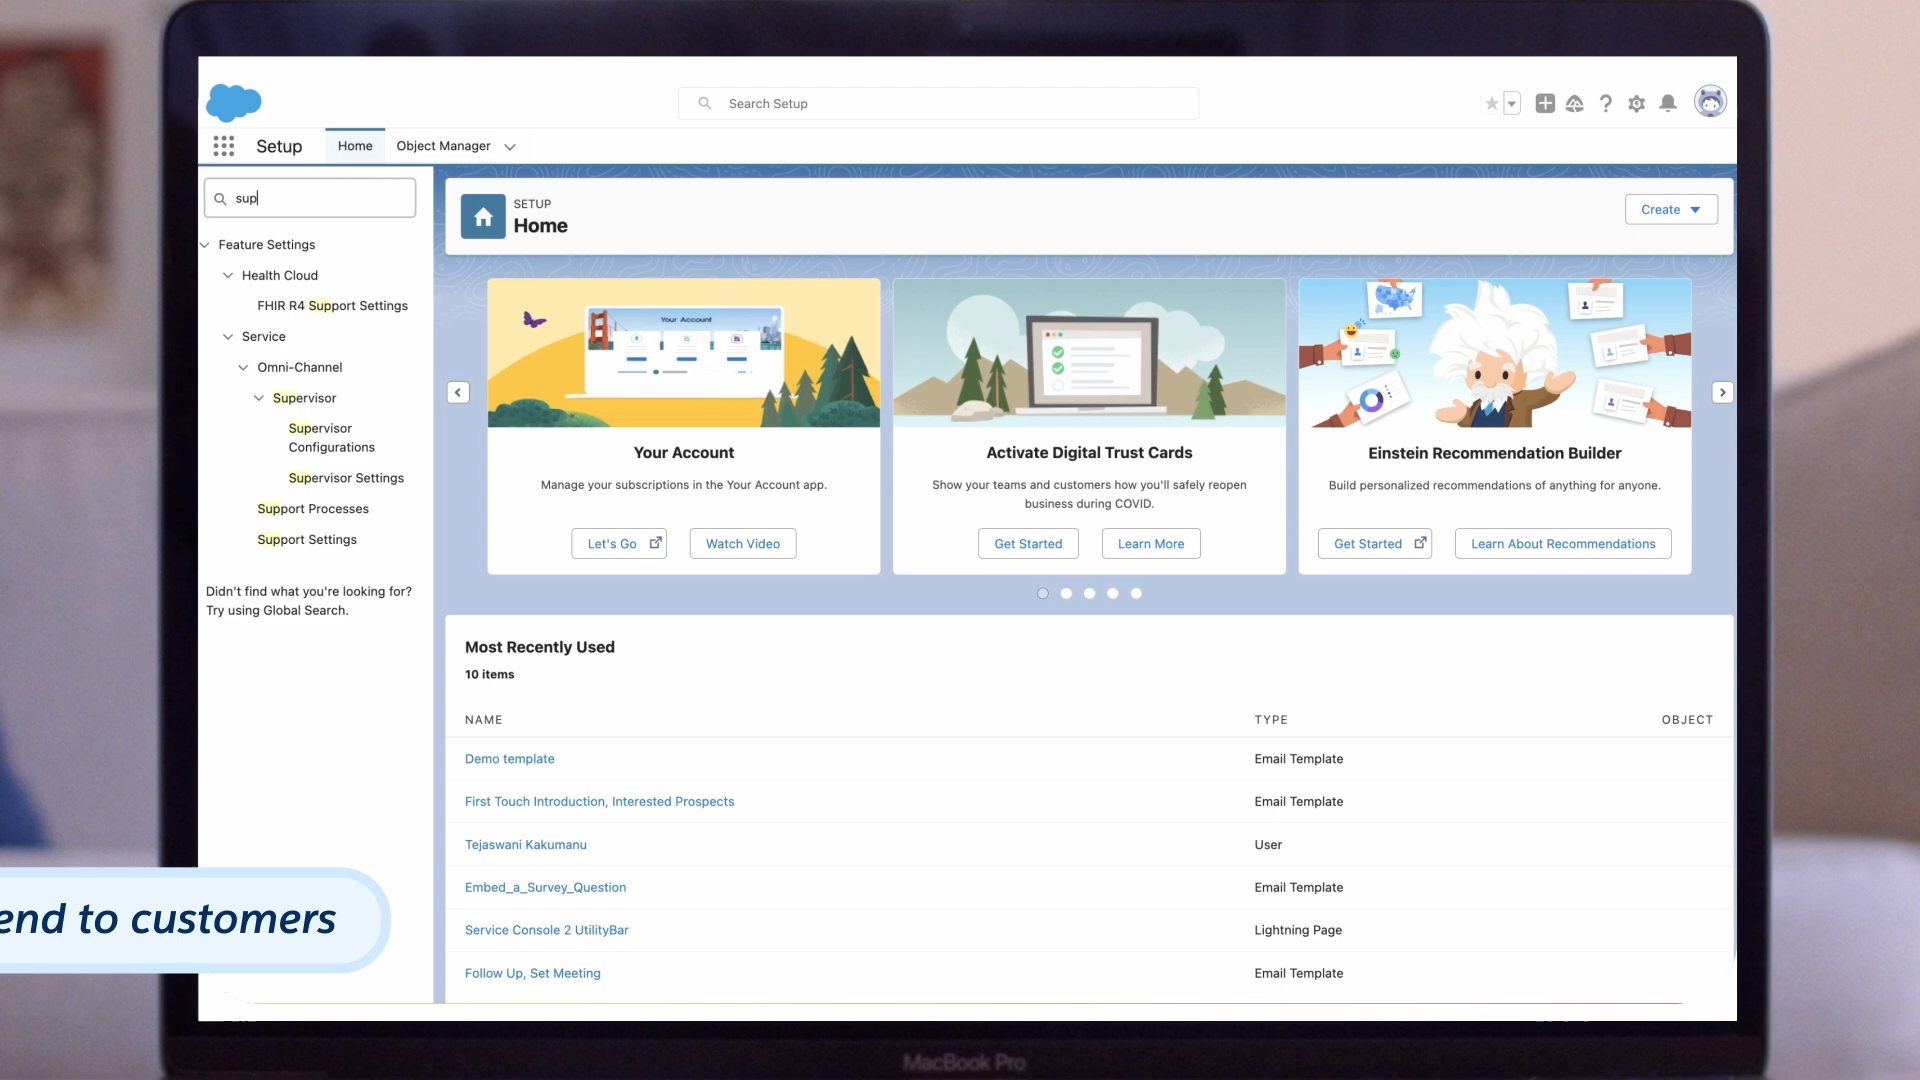 Search Setup
Setup
Home
Object Manager
sup
Feature Settings
Health Cloud
FHIR R4 Support Settings
Service
Omni-Channel
Supervisor
Supervisor
Configurations
Supervisor Settings
Support Processes
Support Settings
Didn't find what you're looking for?
Try using Global Search.
SETUP
Home
Create
Your Account
Your Account
Manage your subscriptions in the Your Account app.
Let's Go
Watch Video
Activate Digital Trust Cards
Show your teams and customers how you'll safely reopen
business during COVID.
Get Started
Learn More
Einstein Recommendation Builder
Build personalized recommendations of anything for anyone.
Get Started
Learn About Recommendations
Most Recently Used
10 items
NAME TYPE OBJECT
Demo template Email Template
First Touch Introduction, Interested Prospects Email Template
Tejaswani Kakumanu User
Embed_a_Survey_Question Email Template
Service Console 2 UtilityBar Lightning Page
Follow Up, Set Meeting Email Template
end to customers
MacBook Pro